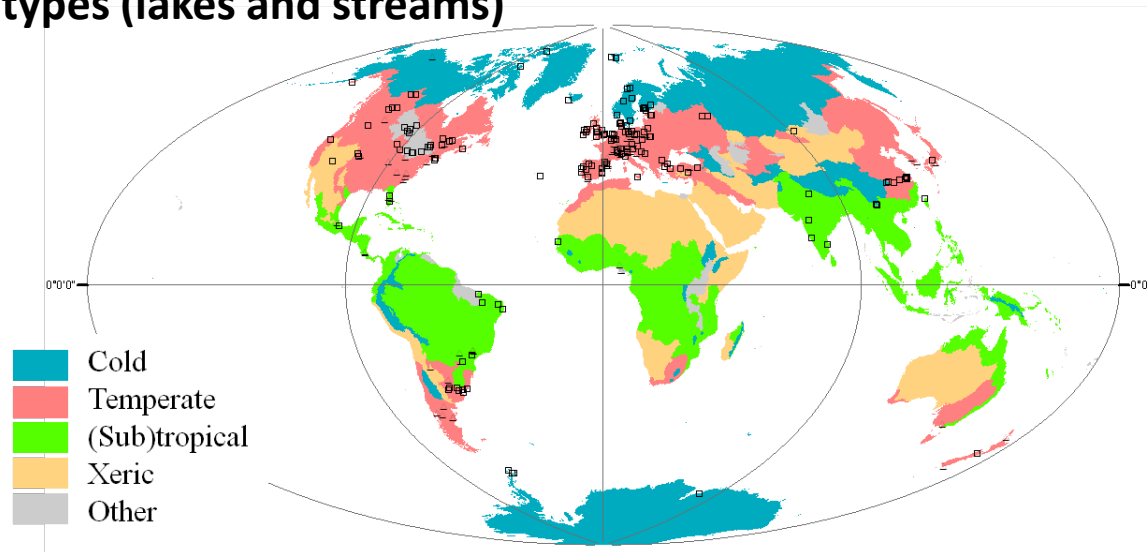 types (lakes and streams)
0°0'0"
0°0
Cold
Temperate
(Sub)tropical
Xeric
Other